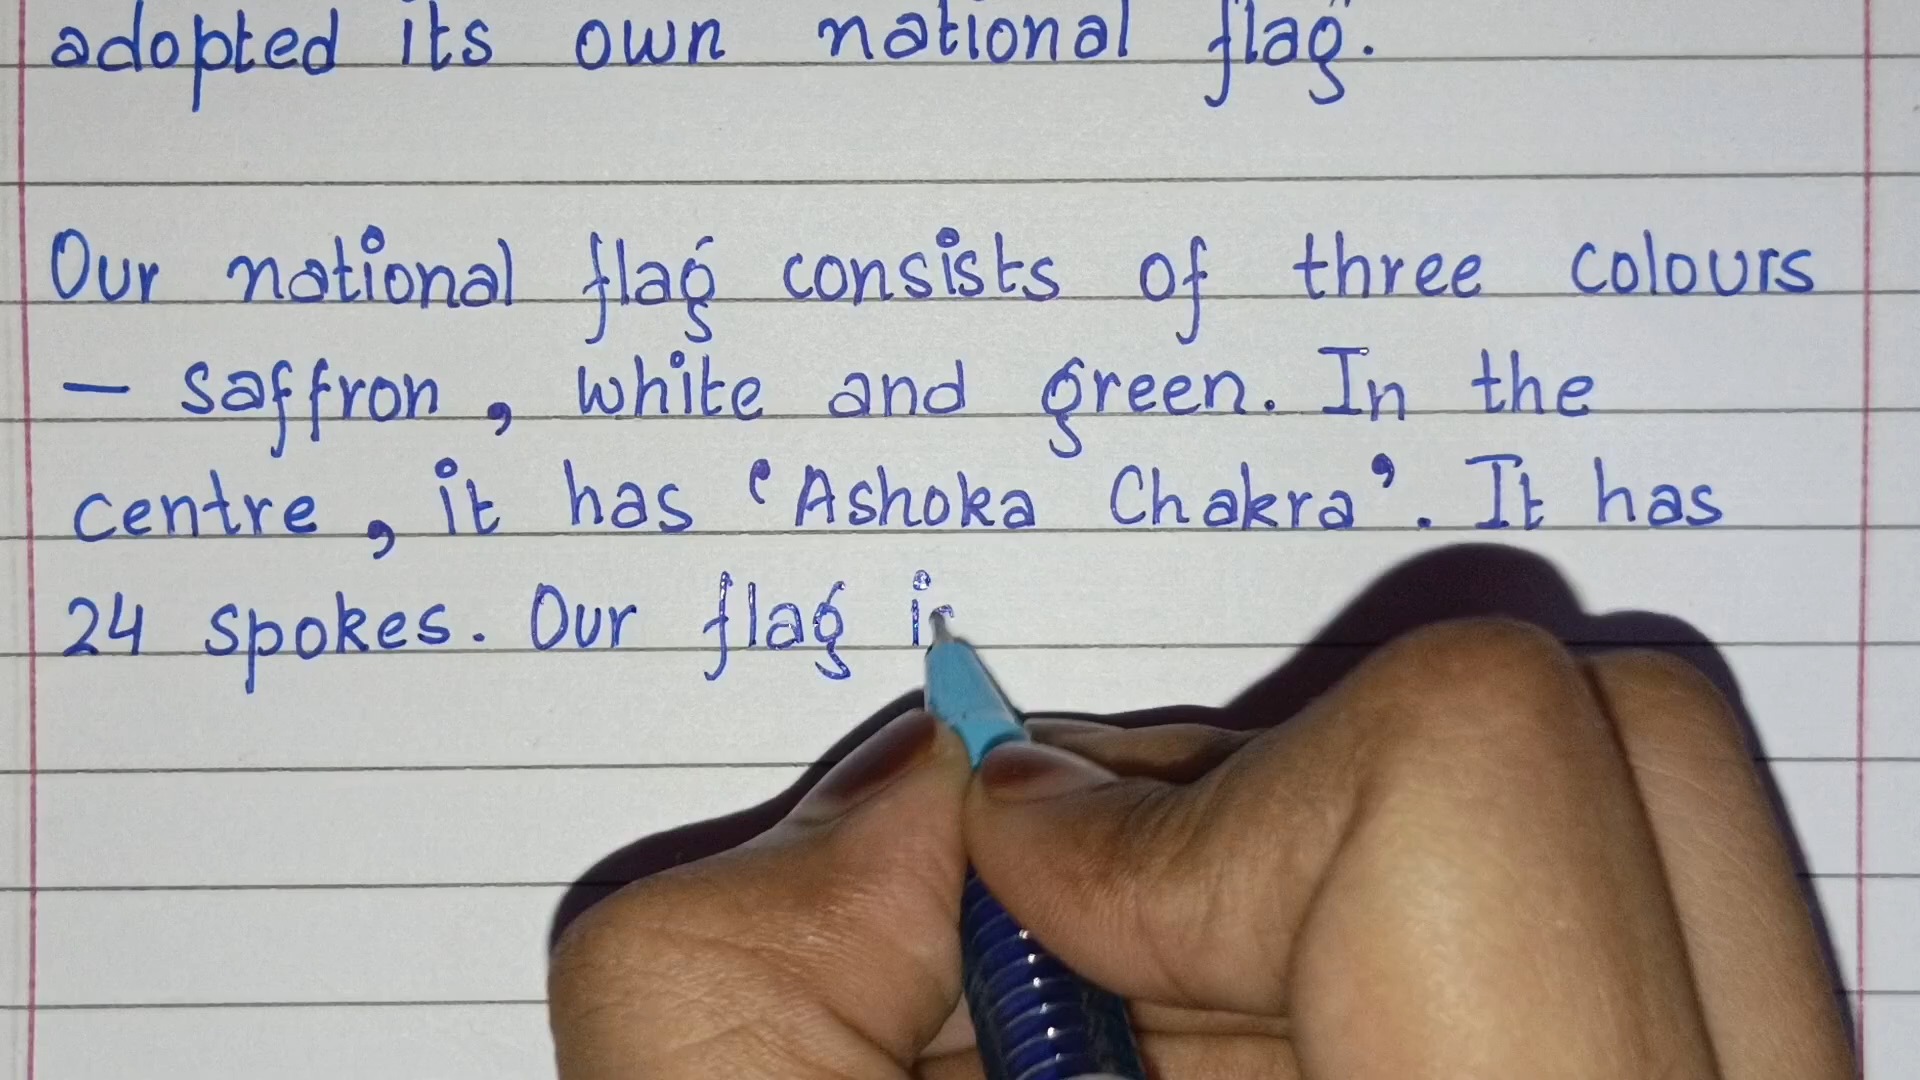 adopted its own national flag.
Our national flag consists of three colours
— saffron, white and green. In the
centre, it has 'Ashoka Chakra'. It has
24 spokes. Our flag is